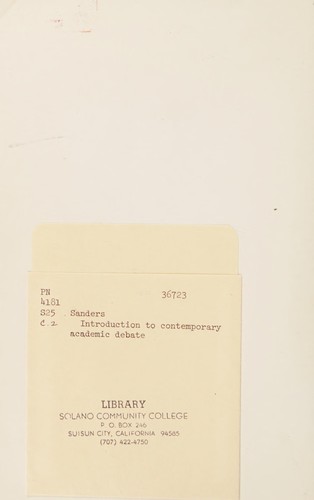 PN 36723
4181
S25 Sanders
c.2 Introduction to contemporary
academic debate
LIBRARY
SOLANO COMMUNITY COLLEGE
P. O. BOX 246
SUISUN CITY, CALIFORNIA 94585
(707) 422-4750